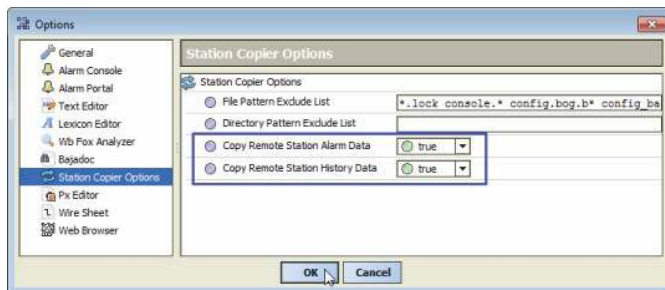 Options
General
Alarm Console
Alarm Portal
Text Editor
Lexicon Editor
Wb Fox Analyzer
Bajadoc
Station Copier Options
Px Editor
Wire Sheet
Web Browser
Station Copier Options
Station Copier Options
File Pattern Exclude List *.lock console.* config.bog.b* config_ba
Directory Pattern Exclude List
Copy Remote Station Alarm Data true
Copy Remote Station History Data true
OK Cancel